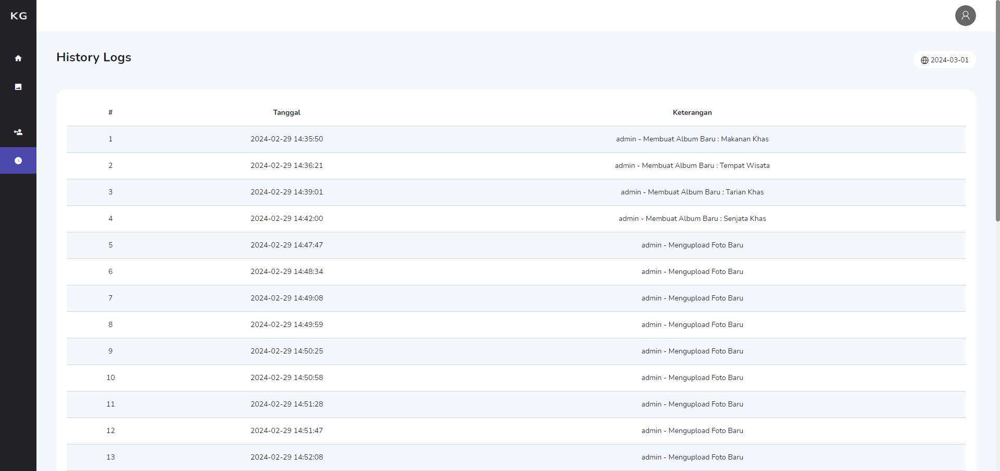 KG
History Logs
2024-03-01
# Tanggal Keterangan
1 2024-02-29 14:35:50 admin - Membuat Album Baru : Makanan Khas
2 2024-02-29 14:36:21 admin - Membuat Album Baru : Tempat Wisata
3 2024-02-29 14:39:01 admin - Membuat Album Baru : Tarian Khas
4 2024-02-29 14:42:00 admin - Membuat Album Baru : Senjata Khas
5 2024-02-29 14:47:47 admin - Mengupload Foto Baru
6 2024-02-29 14:48:34 admin - Mengupload Foto Baru
7 2024-02-29 14:49:08 admin - Mengupload Foto Baru
8 2024-02-29 14:49:59 admin - Mengupload Foto Baru
9 2024-02-29 14:50:25 admin - Mengupload Foto Baru
10 2024-02-29 14:50:58 admin - Mengupload Foto Baru
11 2024-02-29 14:51:28 admin - Mengupload Foto Baru
12 2024-02-29 14:51:47 admin - Mengupload Foto Baru
13 2024-02-29 14:52:08 admin - Mengupload Foto Baru